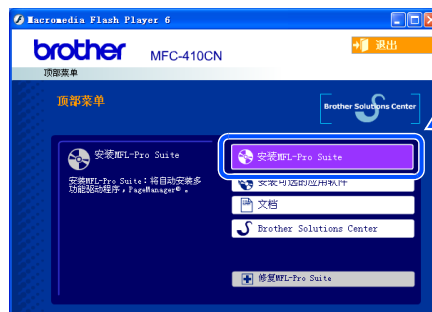 Macromedia Flash Player 6
brother
MFC-410CN
退出
顶部菜单
顶部菜单
Brother Solutions Center
安装MFL-Pro Suite
安装MFL-Pro Suite：将自动安装多
功能驱动程序，PageManager®。
安装MFL-Pro Suite
安装可选的应用软件
文档
Brother Solutions Center
修复MFL-Pro Suite